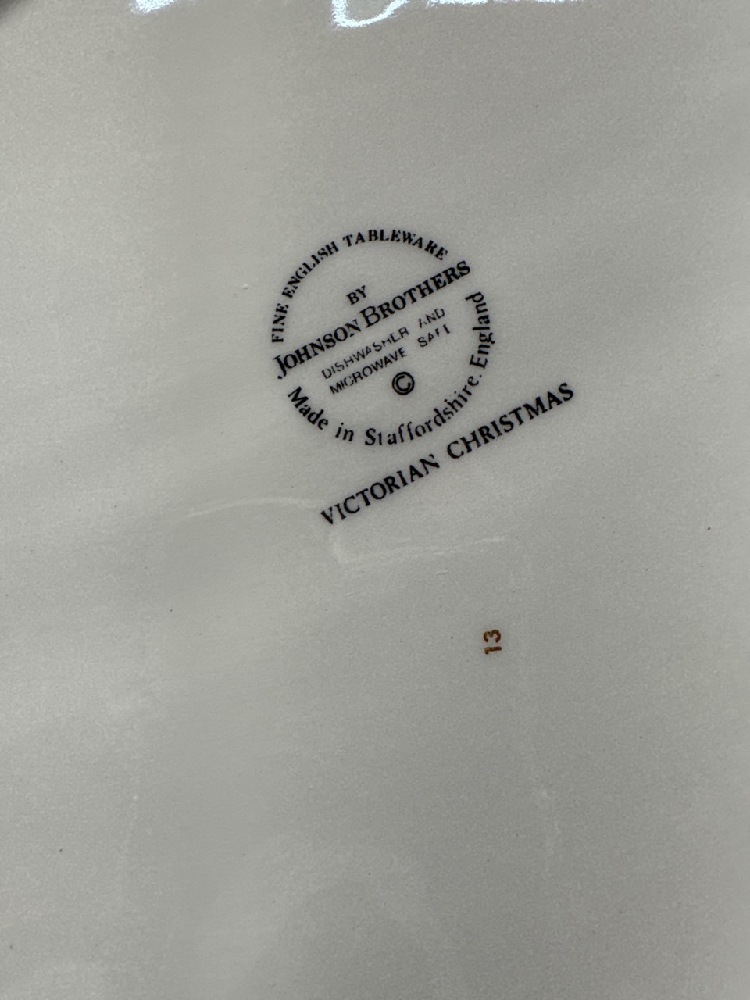 FINE ENGLISH TABLEWARE
BY
JOHNSON BROTHERS
DISHWASHER AND
MICROWAVE SAFE
©
Made in Staffordshire. England
VICTORIAN CHRISTMAS
13